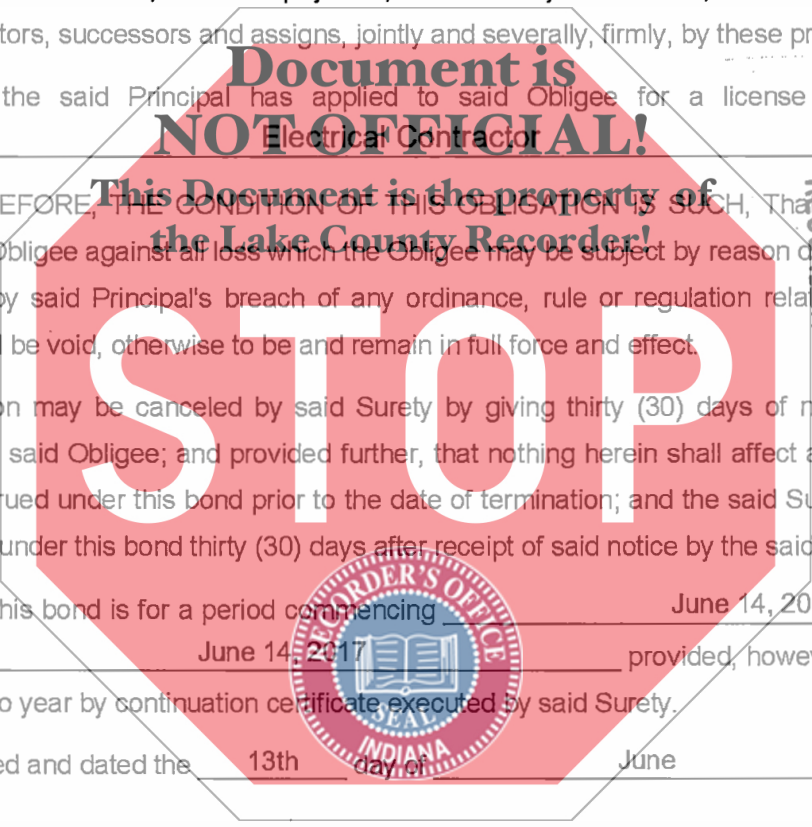 tors, successors and assigns, jointly and severally, firmly, by these pr
Document is
the said Principal has applied to said Obligee for a license
NOT OFFICIAL!
Electrical Contractor
This Document is the property of
EFORE, THE CONDITION OF THIS OBLIGATION IS SUCH, Tha
the Lake County Recorder!
Obligee against all loss which the Obligee may be subject by reason
by said Principal's breach of any ordinance, rule or regulation rela
be void, otherwise to be and remain in full force and effect.
STOP
on may be canceled by said Surety by giving thirty (30) days of
said Obligee; and provided further, that nothing herein shall affect a
rued under this bond prior to the date of termination; and the said Su
under this bond thirty (30) days after receipt of said notice by the said
RECORDER'S OFFICE
his bond is for a period commencing June 14, 20
June 14, 2017 provided, howev
o year by continuation certificate executed by said Surety.
SEAL
INDIANA
ed and dated the 13th day of June